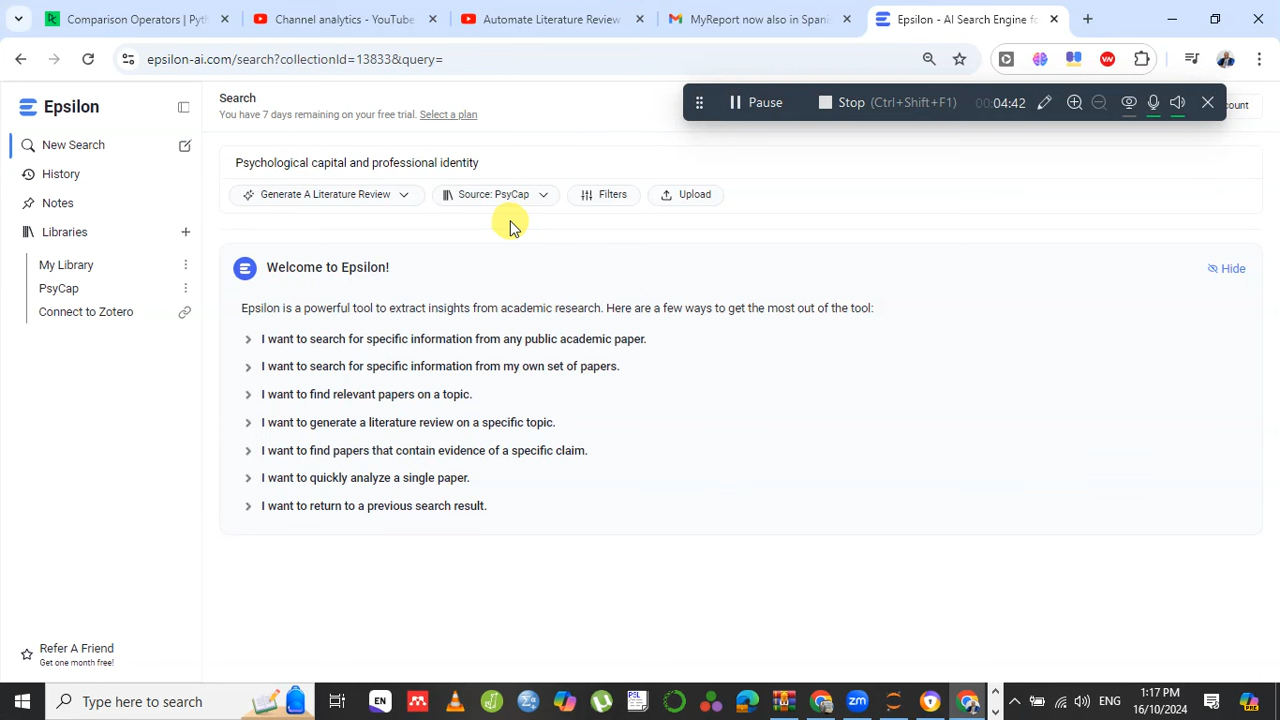 Comparison Operators | Pyt
Channel analytics - YouTube
Automate Literature Review
MyReport now also in Spani
Epsilon - AI Search Engine fo
epsilon-ai.com/search?collectionId=13833&query=
Epsilon
Search
You have 7 days remaining on your free trial. Select a plan
Pause
Stop (Ctrl+Shift+F1)
00:04:42
ount
New Search
History
Notes
Libraries
My Library
PsyCap
Connect to Zotero
Psychological capital and professional identity
Generate A Literature Review
Source: PsyCap
Filters
Upload
Welcome to Epsilon!
Hide
Epsilon is a powerful tool to extract insights from academic research. Here are a few ways to get the most out of the tool:
I want to search for specific information from any public academic paper.
I want to search for specific information from my own set of papers.
I want to find relevant papers on a topic.
I want to generate a literature review on a specific topic.
I want to find papers that contain evidence of a specific claim.
I want to quickly analyze a single paper.
I want to return to a previous search result.
Refer A Friend
Get one month free!
Type here to search
EN
ENG
1:17 PM
16/10/2024